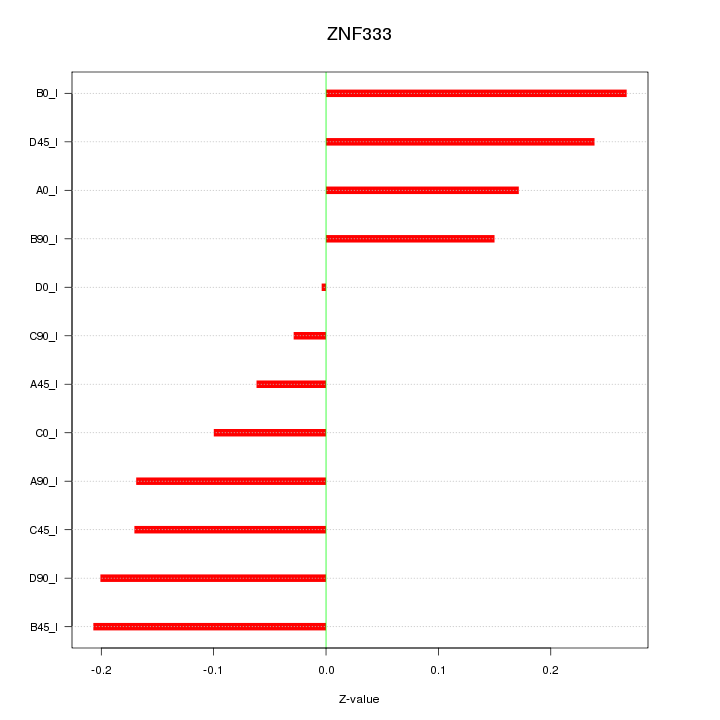 ZNF333
B0_I
D45_I
A0_I
B90_I
D0_I
C90_I
A45_I
C0_I
A90_I
C45_I
D90_I
B45_I
-0.2 -0.1 0.0 0.1 0.2
Z-value